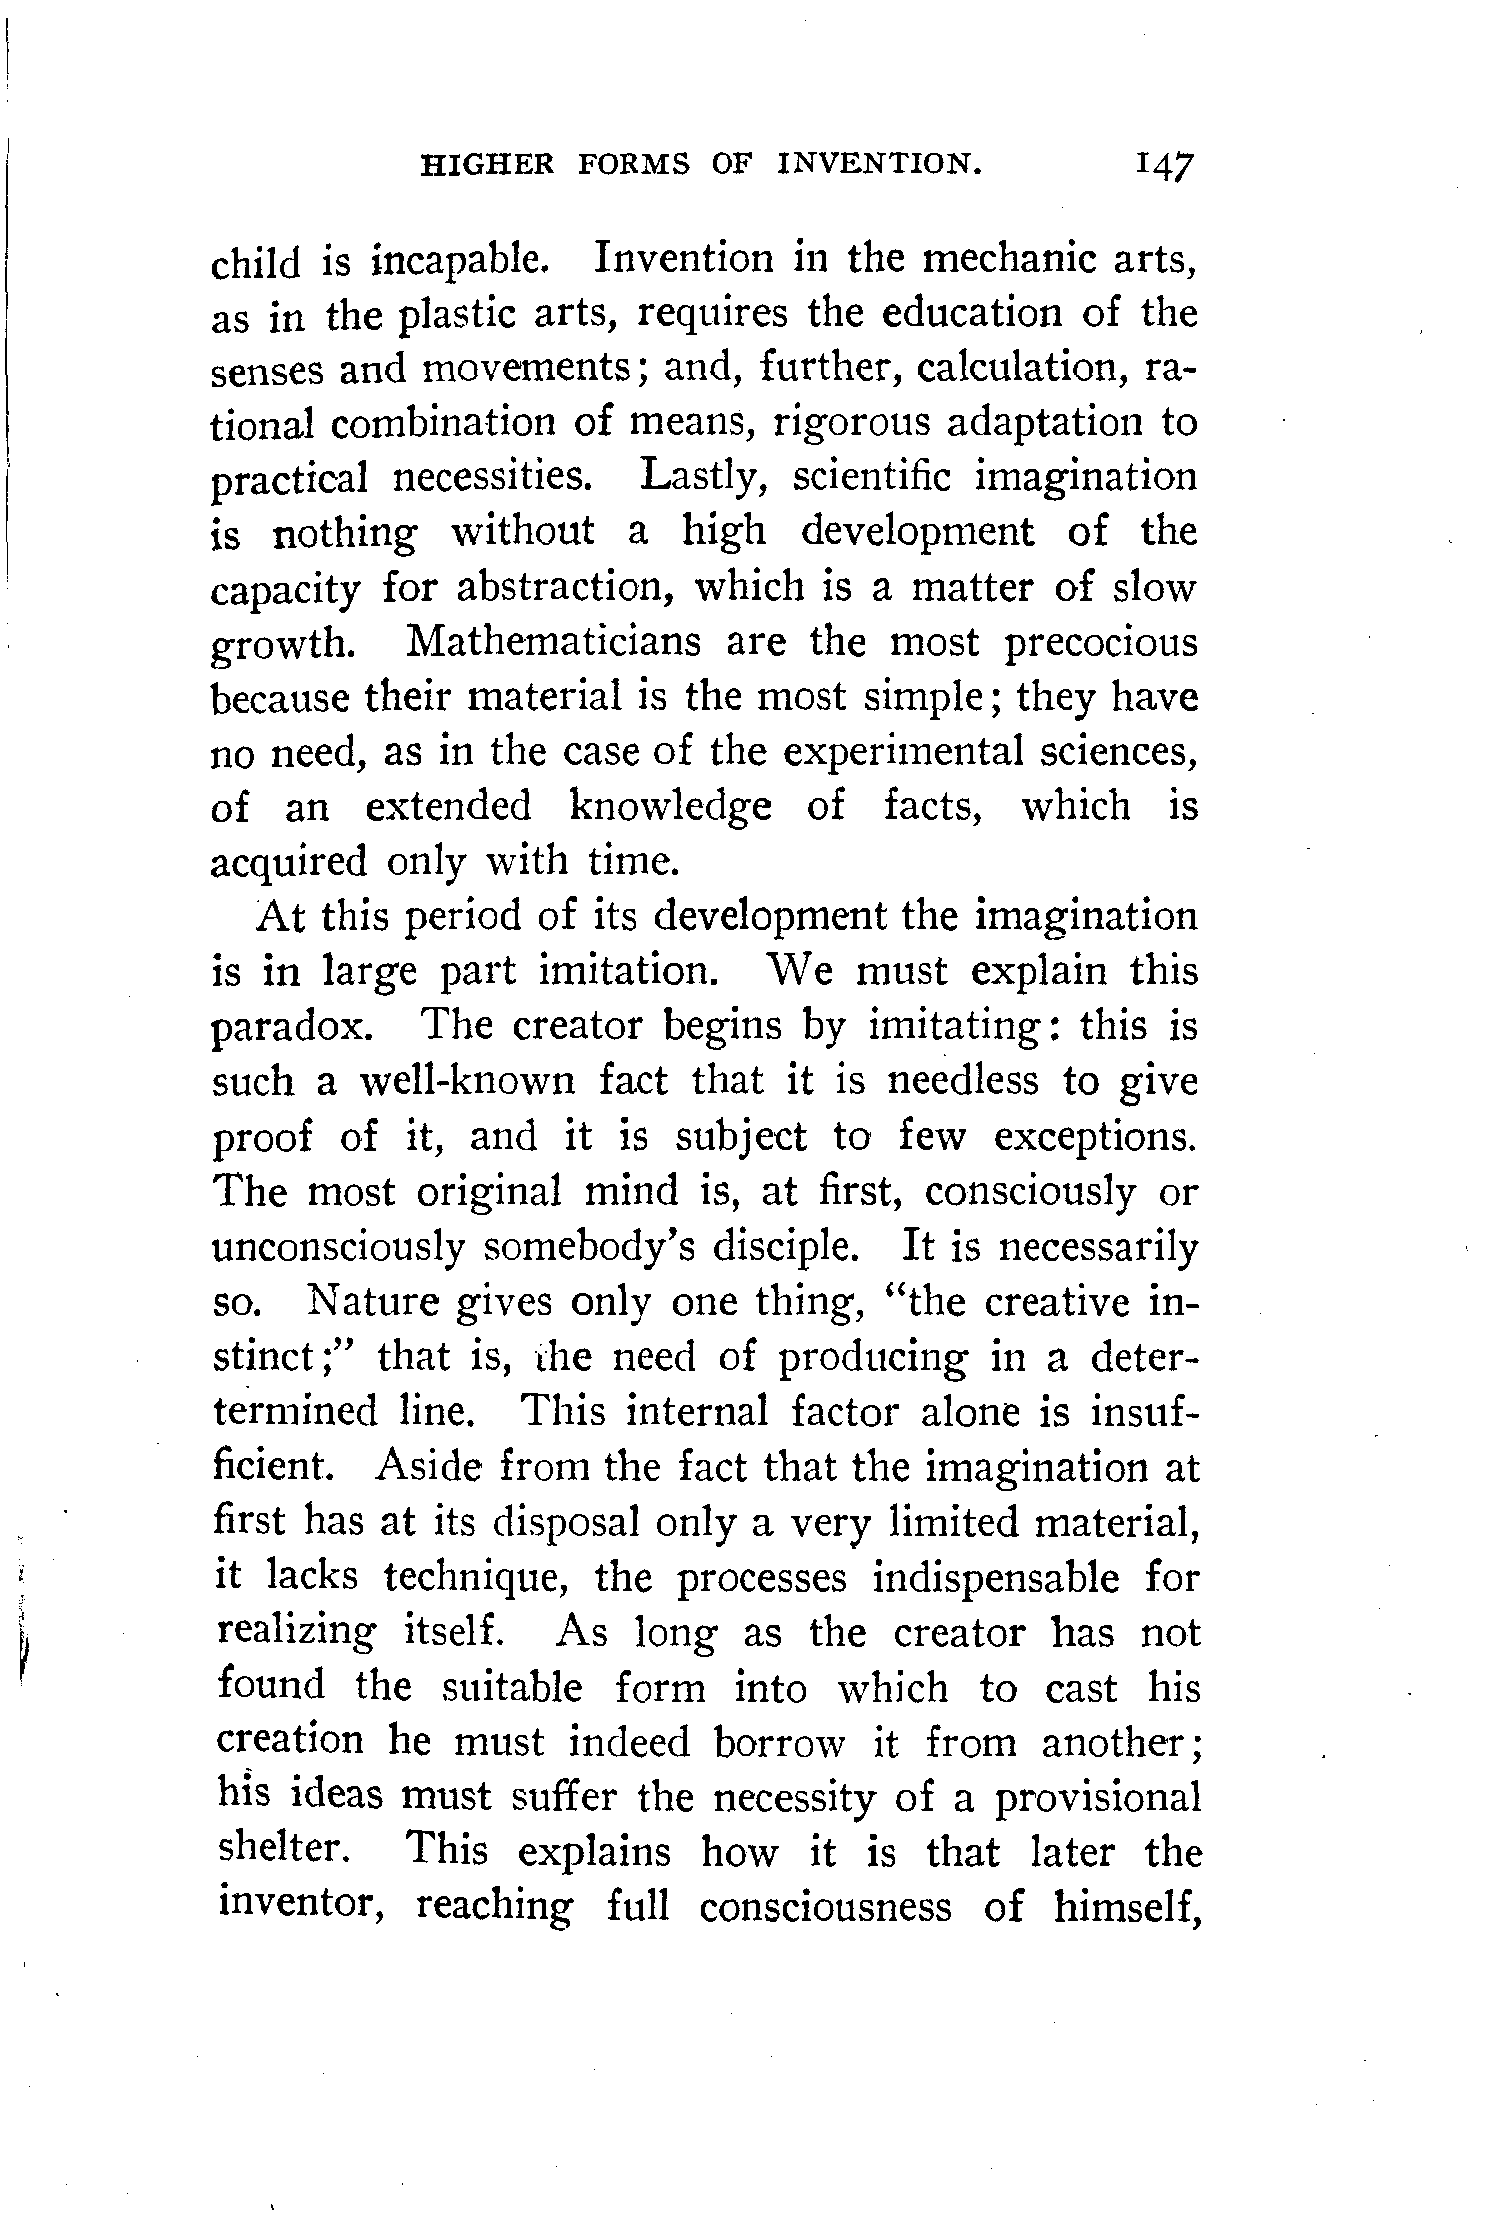 HIGHER FORMS OF INVENTION. 147
child is incapable. Invention in the mechanic arts,
as in the plastic arts, requires the education of the
senses and movements; and, further, calculation, ra-
tional combination of means, rigorous adaptation to
practical necessities. Lastly, scientific imagination
is nothing without a high development of the
capacity for abstraction, which is a matter of slow
growth. Mathematicians are the most precocious
because their material is the most simple; they have
no need, as in the case of the experimental sciences,
of an extended knowledge of facts, which is
acquired only with time.
At this period of its development the imagination
is in large part imitation. We must explain this
paradox. The creator begins by imitating: this is
such a well-known fact that it is needless to give
proof of it, and it is subject to few exceptions.
The most original mind is, at first, consciously or
unconsciously somebody's disciple. It is necessarily
so. Nature gives only one thing, "the creative in-
stinct;" that is, the need of producing in a deter-
termined line. This internal factor alone is insuf-
ficient. Aside from the fact that the imagination at
first has at its disposal only a very limited material,
it lacks technique, the processes indispensable for
realizing itself. As long as the creator has not
found the suitable form into which to cast his
creation he must indeed borrow it from another;
his ideas must suffer the necessity of a provisional
shelter. This explains how it is that later the
inventor, reaching full consciousness of himself,